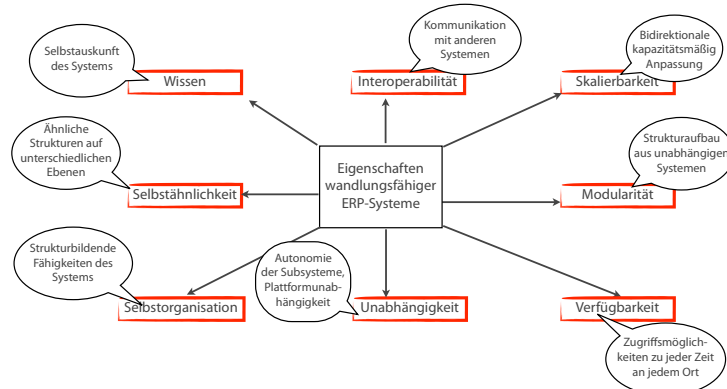 Selbstauskunft
des Systems
Wissen
Kommunikation
mit anderen
Systemen
Interoperabilität
Bidirektionale
kapazitätsmäßig
Anpassung
Skalierbarkeit
Ähnliche
Strukturen auf
unterschiedlichen
Ebenen
Selbstähnlichkeit
Eigenschaften
wandlungsfähiger
ERP-Systeme
Strukturaufbau
aus unabhängigen
Systemen
Modularität
Strukturbildende
Fähigkeiten des
Systems
Selbstorganisation
Autonomie
der Subsysteme,
Plattformunab-
hängigkeit
Unabhängigkeit
Verfügbarkeit
Zugriffsmöglich-
keiten zu jeder Zeit
an jedem Ort